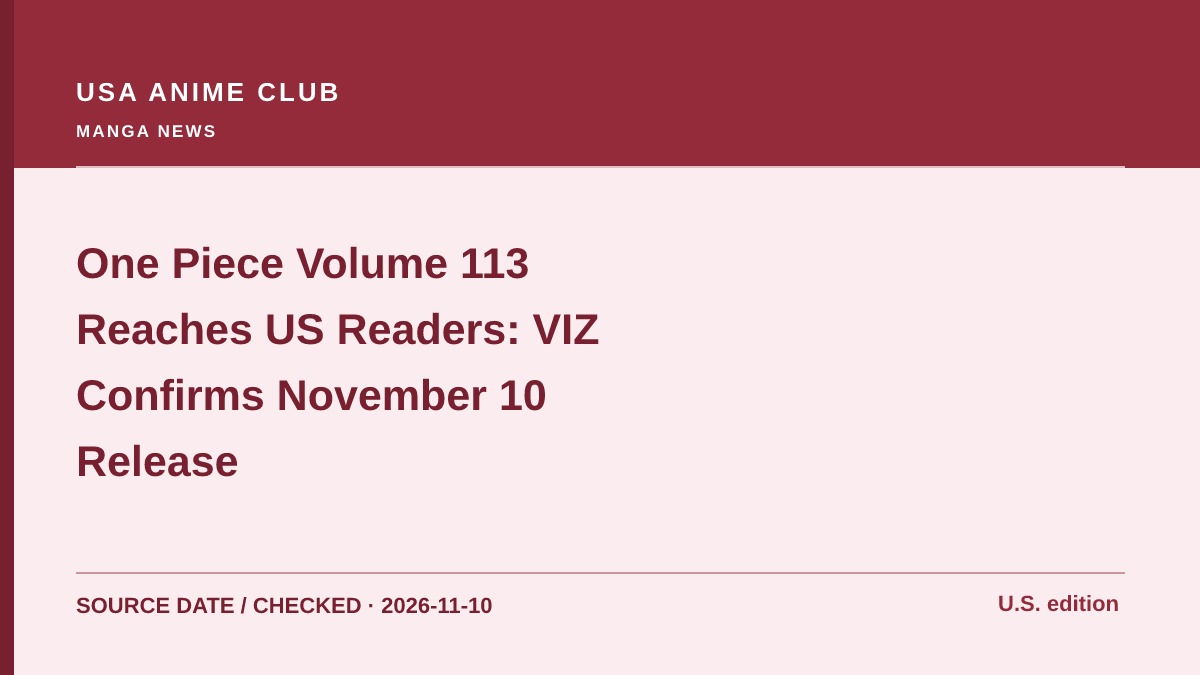 USA ANIME CLUB
MANGA NEWS
One Piece Volume 113
Reaches US Readers: VIZ
Confirms November 10
Release
SOURCE DATE / CHECKED · 2026-11-10
U.S. edition